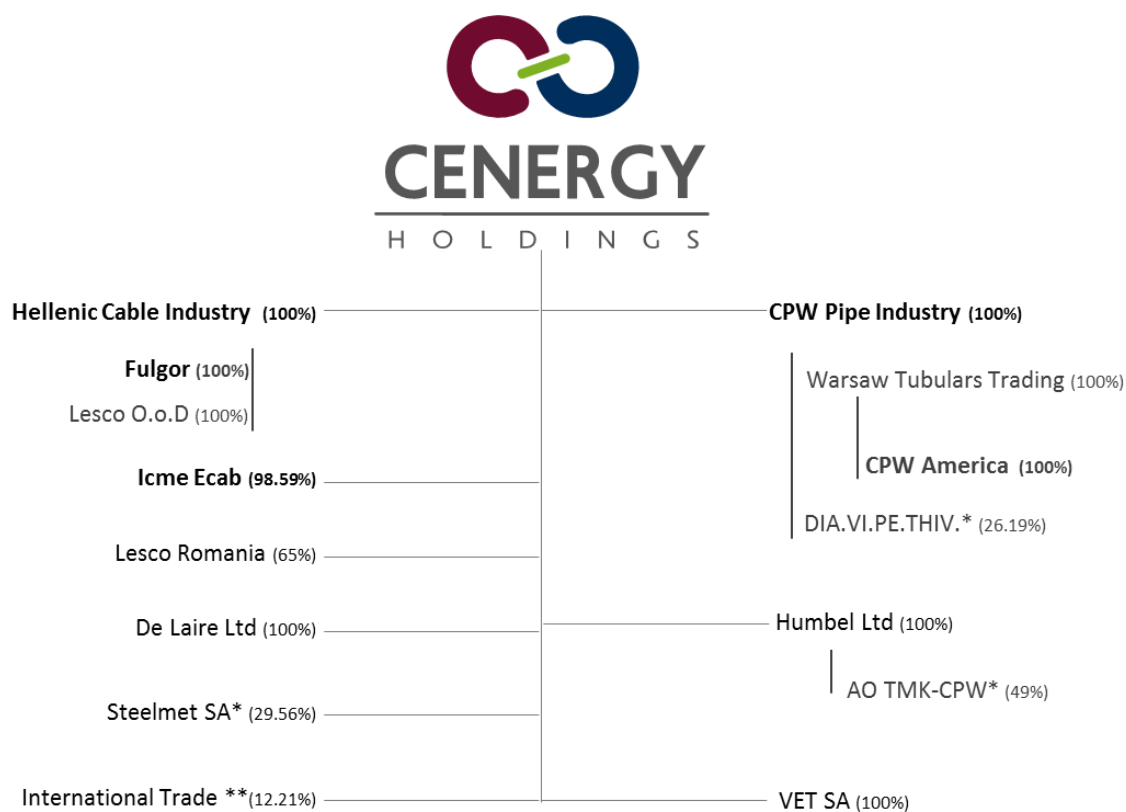 CENERGY
HOLDINGS
Hellenic Cable Industry (100%)
Fulgor (100%)
Lesco O.o.D (100%)
Icme Ecab (98.59%)
Lesco Romania (65%)
De Laire Ltd (100%)
Steelmet SA* (29.56%)
International Trade **(12.21%)
CPW Pipe Industry (100%)
Warsaw Tubulars Trading (100%)
CPW America (100%)
DIA.VI.PE.THIV.* (26.19%)
Humbel Ltd (100%)
AO TMK-CPW* (49%)
VET SA (100%)